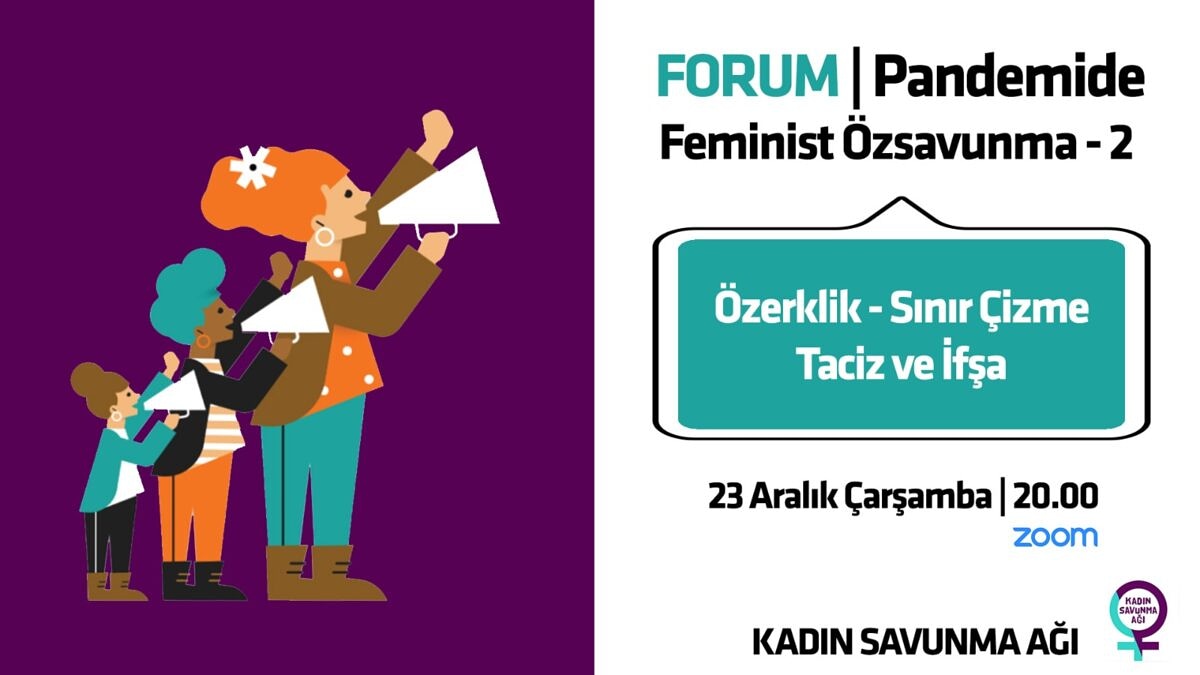 FORUM | Pandemide
Feminist Özsavunma - 2
Özerklik - Sınır Çizme
Taciz ve İfşa
23 Aralık Çarşamba | 20.00
zoom
KADIN SAVUNMA AĞI
KADIN
SAVUNMA
AĞI